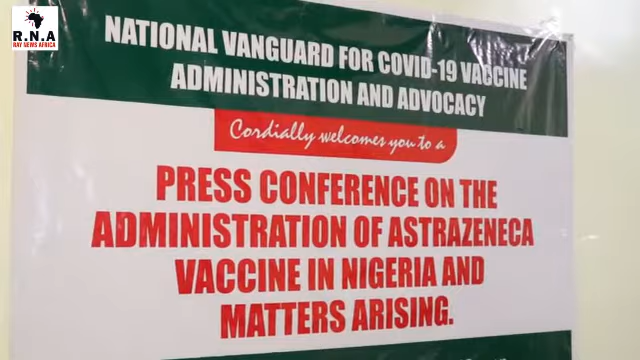 R.N.A
RAY NEWS AFRICA
NATIONAL VANGUARD FOR COVID-19 VACCINE
ADMINISTRATION AND ADVOCACY
Cordially welcomes you to a
PRESS CONFERENCE ON THE
ADMINISTRATION OF ASTRAZENECA
VACCINE IN NIGERIA AND
MATTERS ARISING.